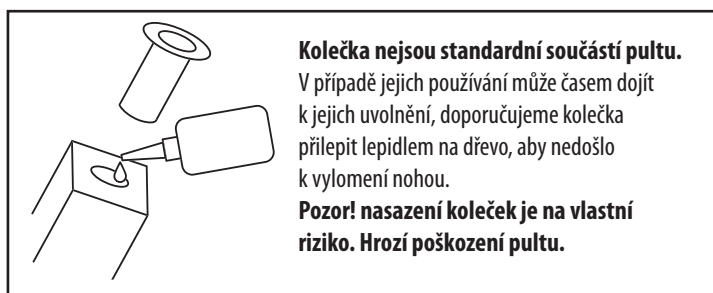 Kolečka nejsou standardní součástí pultu.
V případě jejich používání může časem dojít
k jejich uvolnění, doporučujeme kolečka
přilepit lepidlem na dřevo, aby nedošlo
k vylomení nohou.
Pozor! nasazení koleček je na vlastní
riziko. Hrozí poškození pultu.